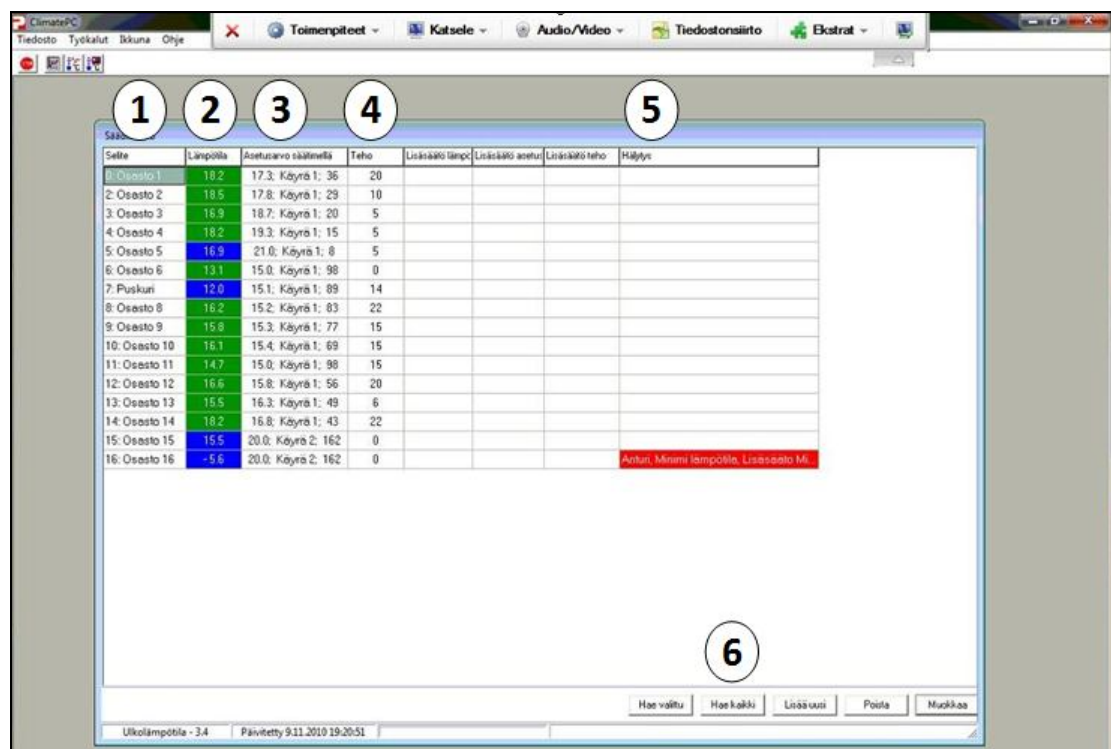 ClimatePC
Toimenpiteet Katsele Audio/Video Tiedostonsiirto Ekstrat
Tiedosto Työkalut Ikkuna Ohje
1 2 3 4 5
Selite Lämpötila Asetusarvo säätimellä Teho Lisäsäätö lämpö Lisäsäätö asetus Lisäsäätö teho Hälytys
0: Osasto 1 18.2 17.3; Käyrä 1; 36 20
2: Osasto 2 18.5 17.8; Käyrä 1; 29 10
3: Osasto 3 16.9 18.7; Käyrä 1; 20 5
4: Osasto 4 18.2 19.3; Käyrä 1; 15 5
5: Osasto 5 16.9 21.0; Käyrä 1; 8 5
6: Osasto 6 13.1 15.0; Käyrä 1; 98 0
7: Puskuri 12.0 15.1; Käyrä 1; 89 14
8: Osasto 8 16.2 15.2; Käyrä 1; 83 22
9: Osasto 9 15.8 15.3; Käyrä 1; 77 15
10: Osasto 10 16.1 15.4; Käyrä 1; 69 15
11: Osasto 11 14.7 15.0; Käyrä 1; 98 15
12: Osasto 12 16.6 15.8; Käyrä 1; 56 20
13: Osasto 13 15.5 16.3; Käyrä 1; 49 6
14: Osasto 14 18.2 16.8; Käyrä 1; 43 22
15: Osasto 15 15.5 20.0; Käyrä 2; 162 0
16: Osasto 16 -5.6 20.0; Käyrä 2; 162 0 Anturi, Minimi lämpötila, Lisäsäätö Mi...
6
Hae valittu Hae kaikki Lisää uusi Poista Muokkaa
Ulkolämpötila -3.4 Päivitetty 9.11.2010 19:20:51